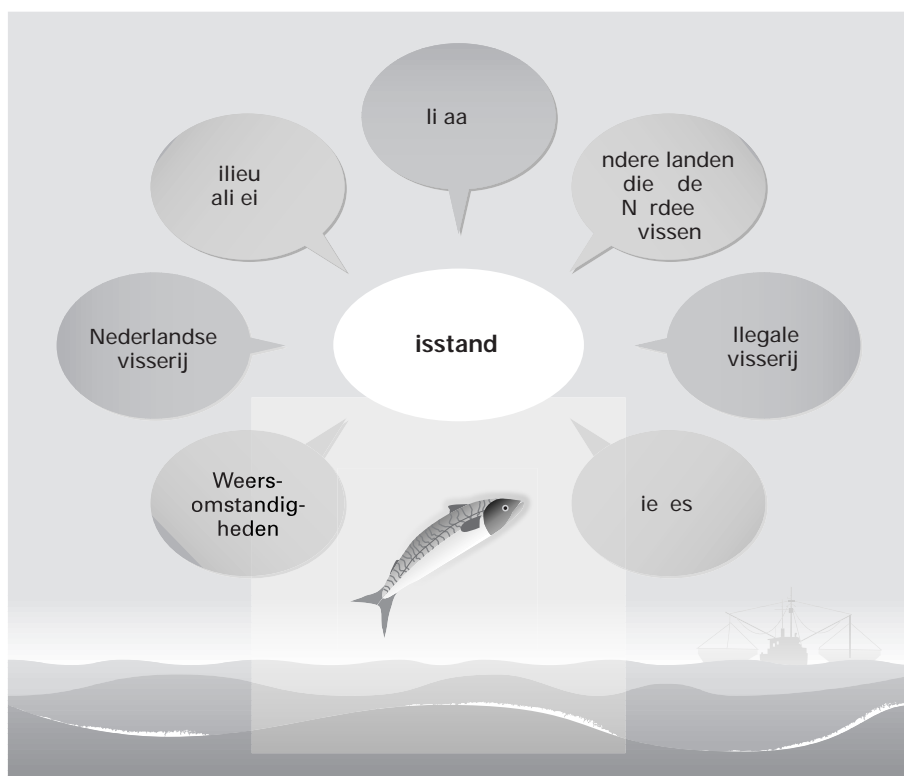 li aa
ilieu
ali ei
ndere landen
die de
N rdee
vissen
Nederlandse
visserij
isstand
llegale
visserij
Weers-
omstandig-
heden
ie es